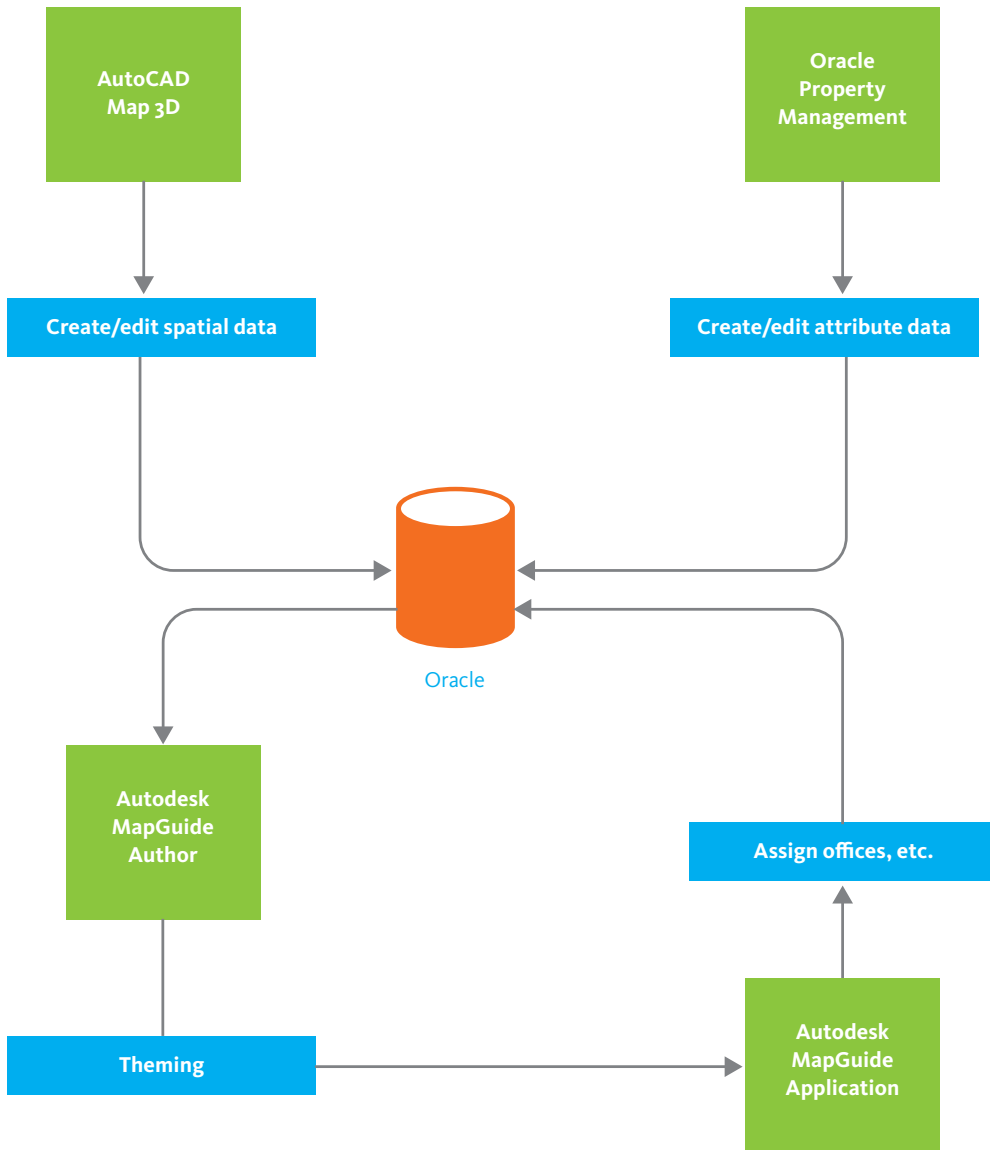 AutoCAD
Map 3D
Oracle
Property
Management
Create/edit spatial data
Create/edit attribute data
Oracle
Autodesk
MapGuide
Author
Assign offices, etc.
Theming
Autodesk
MapGuide
Application